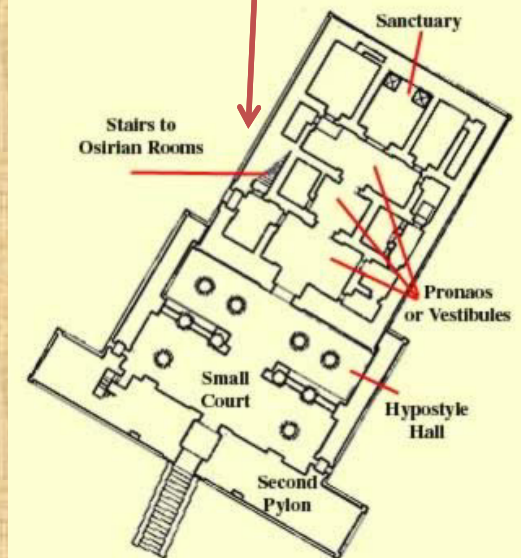 Sanctuary
Stairs to
Osirian Rooms
Pronaos
or Vestibules
Small
Court
Hypostyle
Hall
Second
Pylon